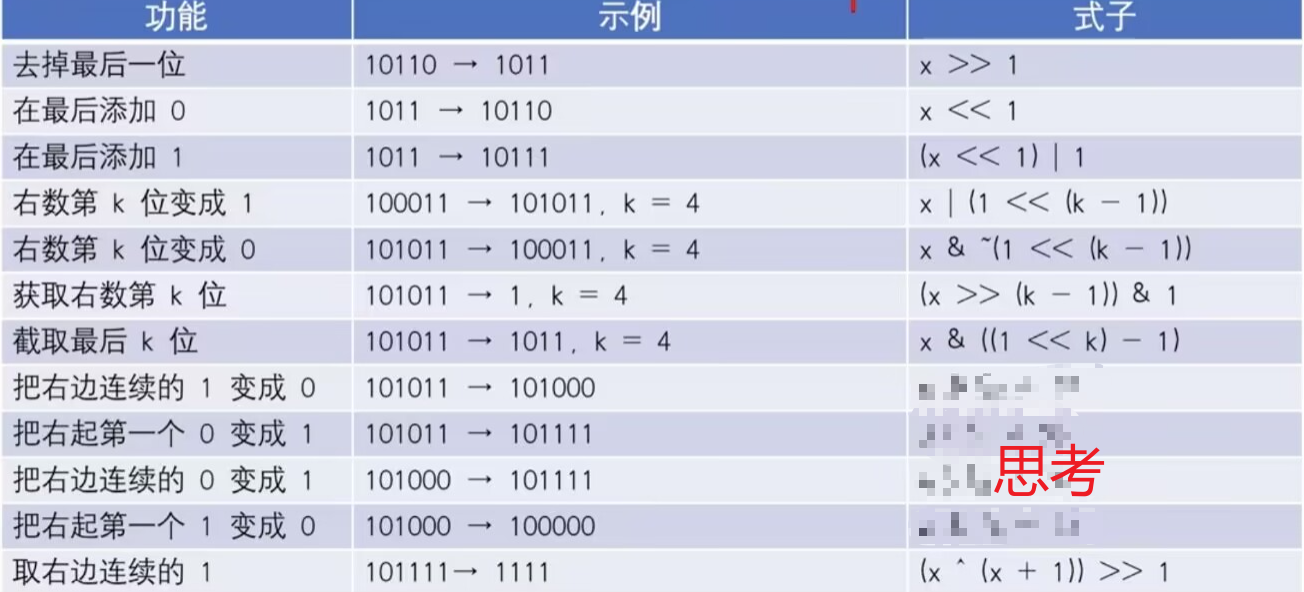 功能 示例 式子
去掉最后一位 10110 → 1011 x >> 1
在最后添加 0 1011 → 10110 x << 1
在最后添加 1 1011 → 10111 (x << 1) | 1
右数第 k 位变成 1 100011 → 101011, k = 4 x | (1 << (k − 1))
右数第 k 位变成 0 101011 → 100011, k = 4 x & ~(1 << (k − 1))
获取右数第 k 位 101011 → 1, k = 4 (x >> (k − 1)) & 1
截取最后 k 位 101011 → 1011, k = 4 x & ((1 << k) − 1)
把右边连续的 1 变成 0 101011 → 101000
把右起第一个 0 变成 1 101011 → 101111
把右边连续的 0 变成 1 101000 → 101111 思考
把右起第一个 1 变成 0 101000 → 100000
取右边连续的 1 101111→ 1111 (x ^ (x + 1)) >> 1